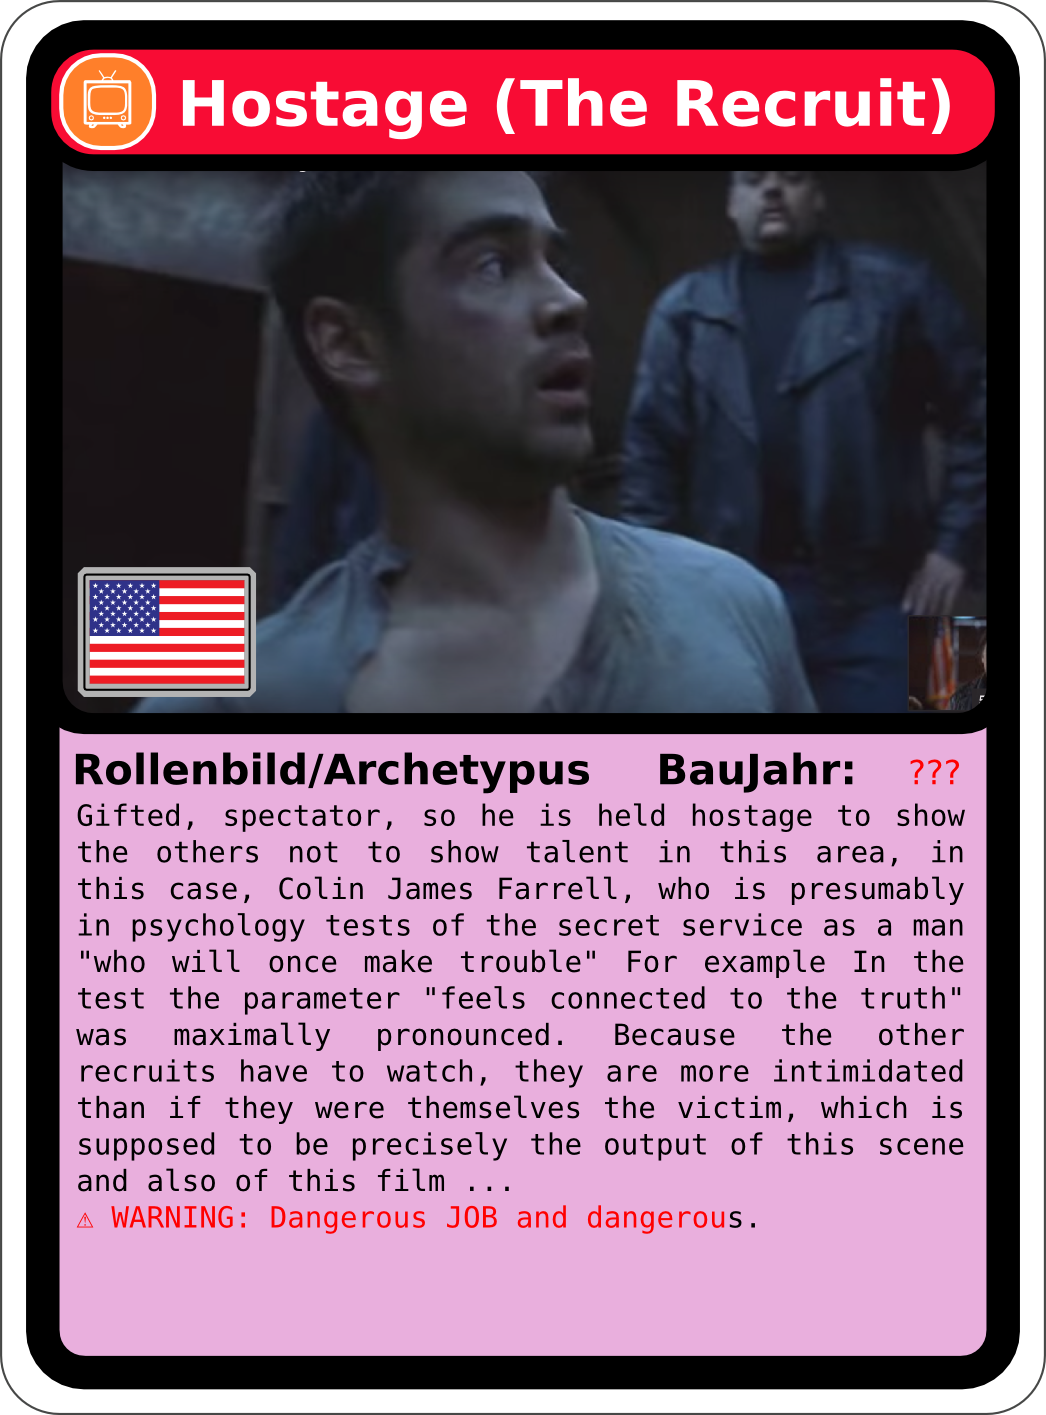 Hostage (The Recruit)
Rollenbild/Archetypus BauJahr: ???
Gifted, spectator, so he is held hostage to show
the others not to show talent in this area, in
this case, Colin James Farrell, who is presumably
in psychology tests of the secret service as a man
"who will once make trouble" For example In the
test the parameter "feels connected to the truth"
was maximally pronounced. Because the other
recruits have to watch, they are more intimidated
than if they were themselves the victim, which is
supposed to be precisely the output of this scene
and also of this film ...
⚠ WARNING: Dangerous JOB and dangerous.